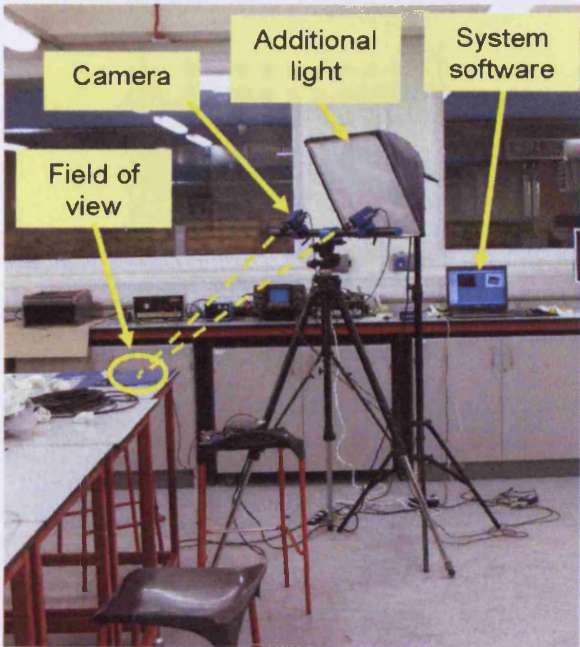 Camera
Additional
light
System
software
Field of
view